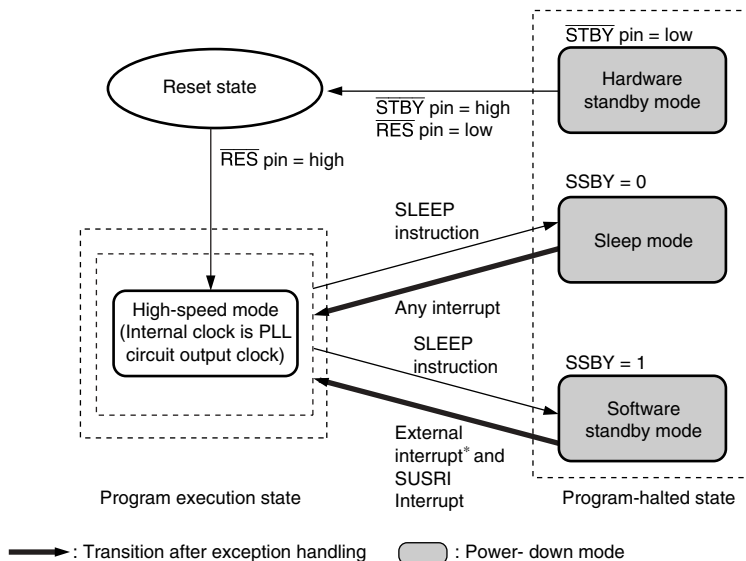 STBY pin = low
Hardware
standby mode
Reset state
STBY pin = high
RES pin = low
RES pin = high
SSBY = 0
SLEEP
instruction
Sleep mode
High-speed mode
(Internal clock is PLL
circuit output clock)
Any interrupt
SLEEP
instruction
SSBY = 1
Software
standby mode
External
interrupt* and
SUSRI
Interrupt
Program execution state
Program-halted state
: Transition after exception handling
: Power- down mode